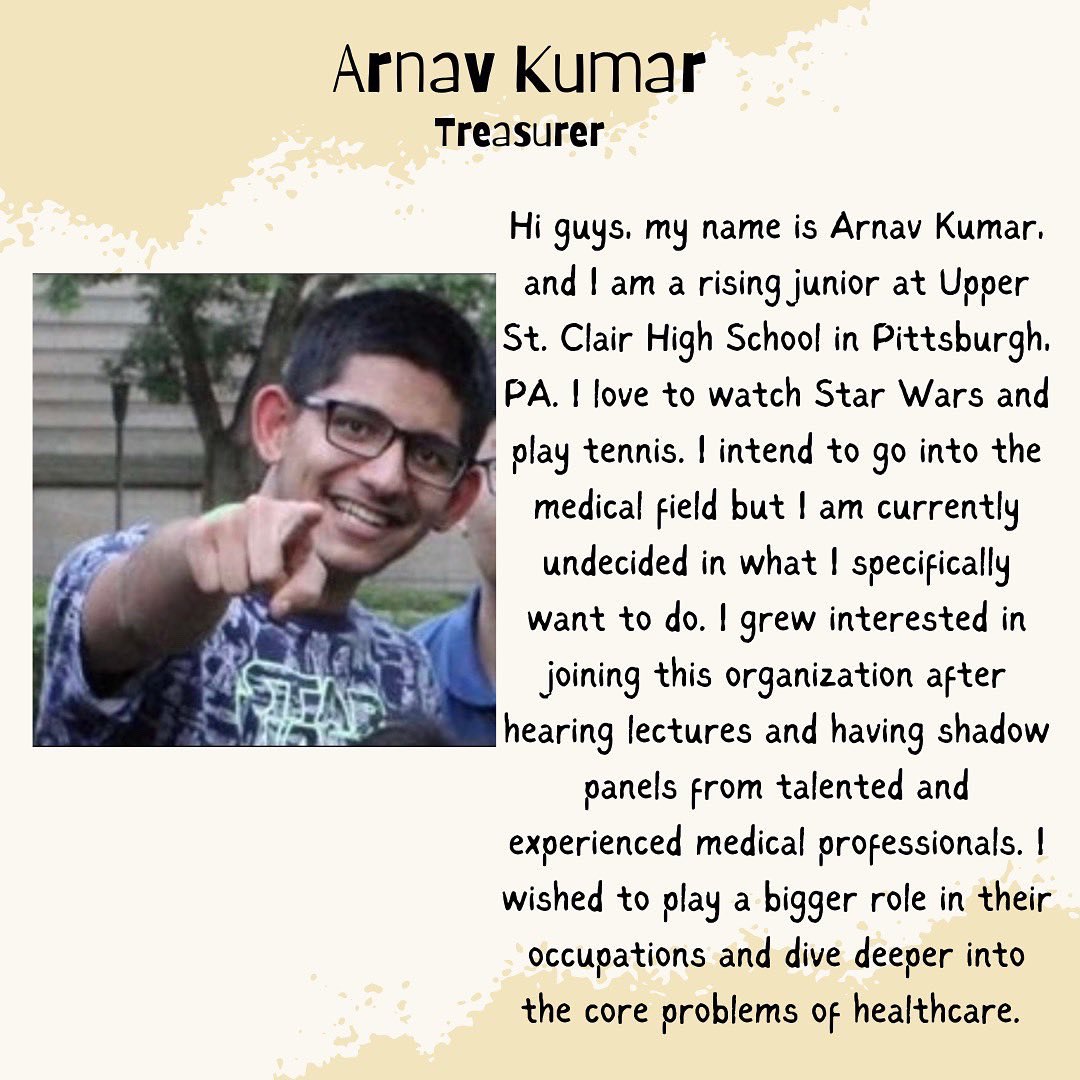 Arnav Kumar
Treasurer
Hi guys, my name is Arnav Kumar,
and I am a rising junior at Upper
St. Clair High School in Pittsburgh,
PA. I love to watch Star Wars and
play tennis. I intend to go into the
medical field but I am currently
undecided in what I specifically
want to do. I grew interested in
joining this organization after
hearing lectures and having shadow
panels from talented and
experienced medical professionals. I
wished to play a bigger role in their
occupations and dive deeper into
the core problems of healthcare.
STAR